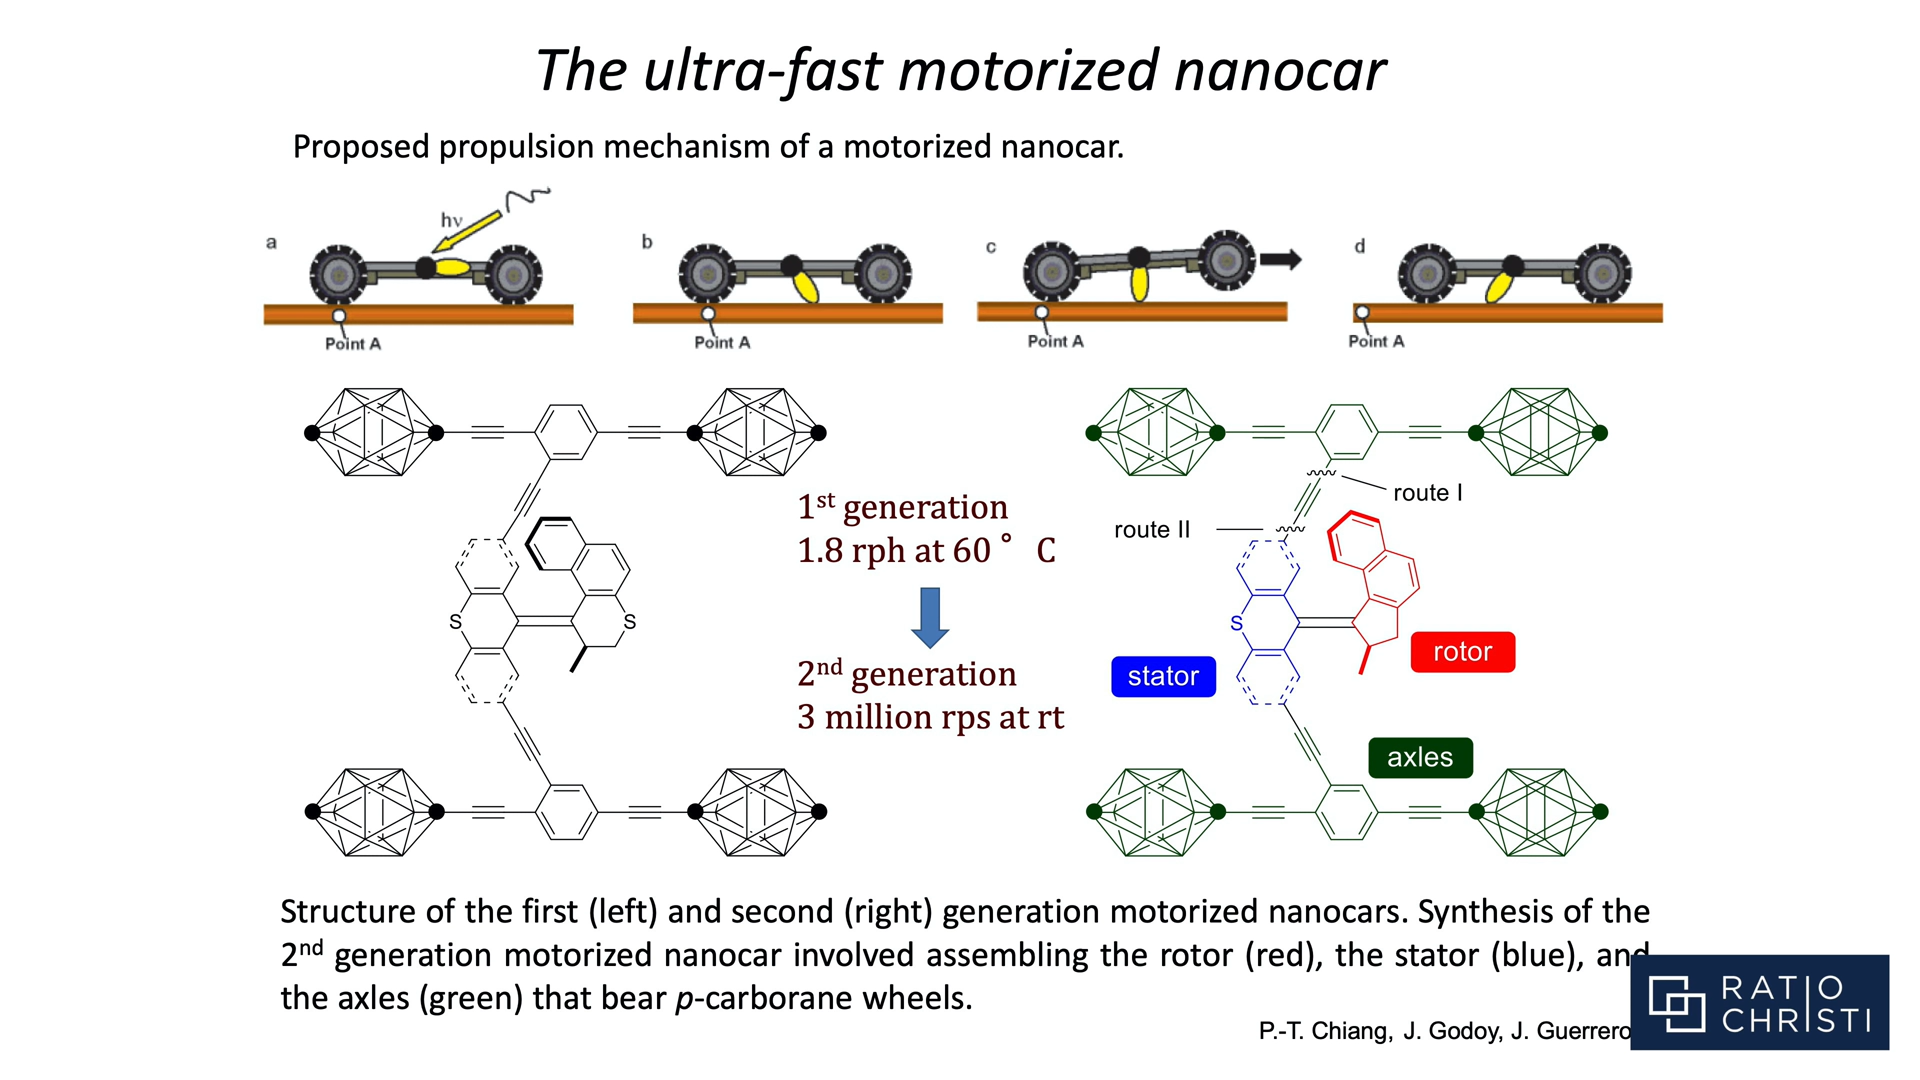 The ultra-fast motorized nanocar
Proposed propulsion mechanism of a motorized nanocar.
a
hν
b
c
d
Point A
Point A
Point A
Point A
1st generation
1.8 rph at 60 ° C
2nd generation
3 million rps at rt
S
S
route I
route II
S
rotor
stator
axles
Structure of the first (left) and second (right) generation motorized nanocars. Synthesis of the
2nd generation motorized nanocar involved assembling the rotor (red), the stator (blue), and
the axles (green) that bear p-carborane wheels.
P.-T. Chiang, J. Godoy, J. Guerrero
RATIO
CHRISTI